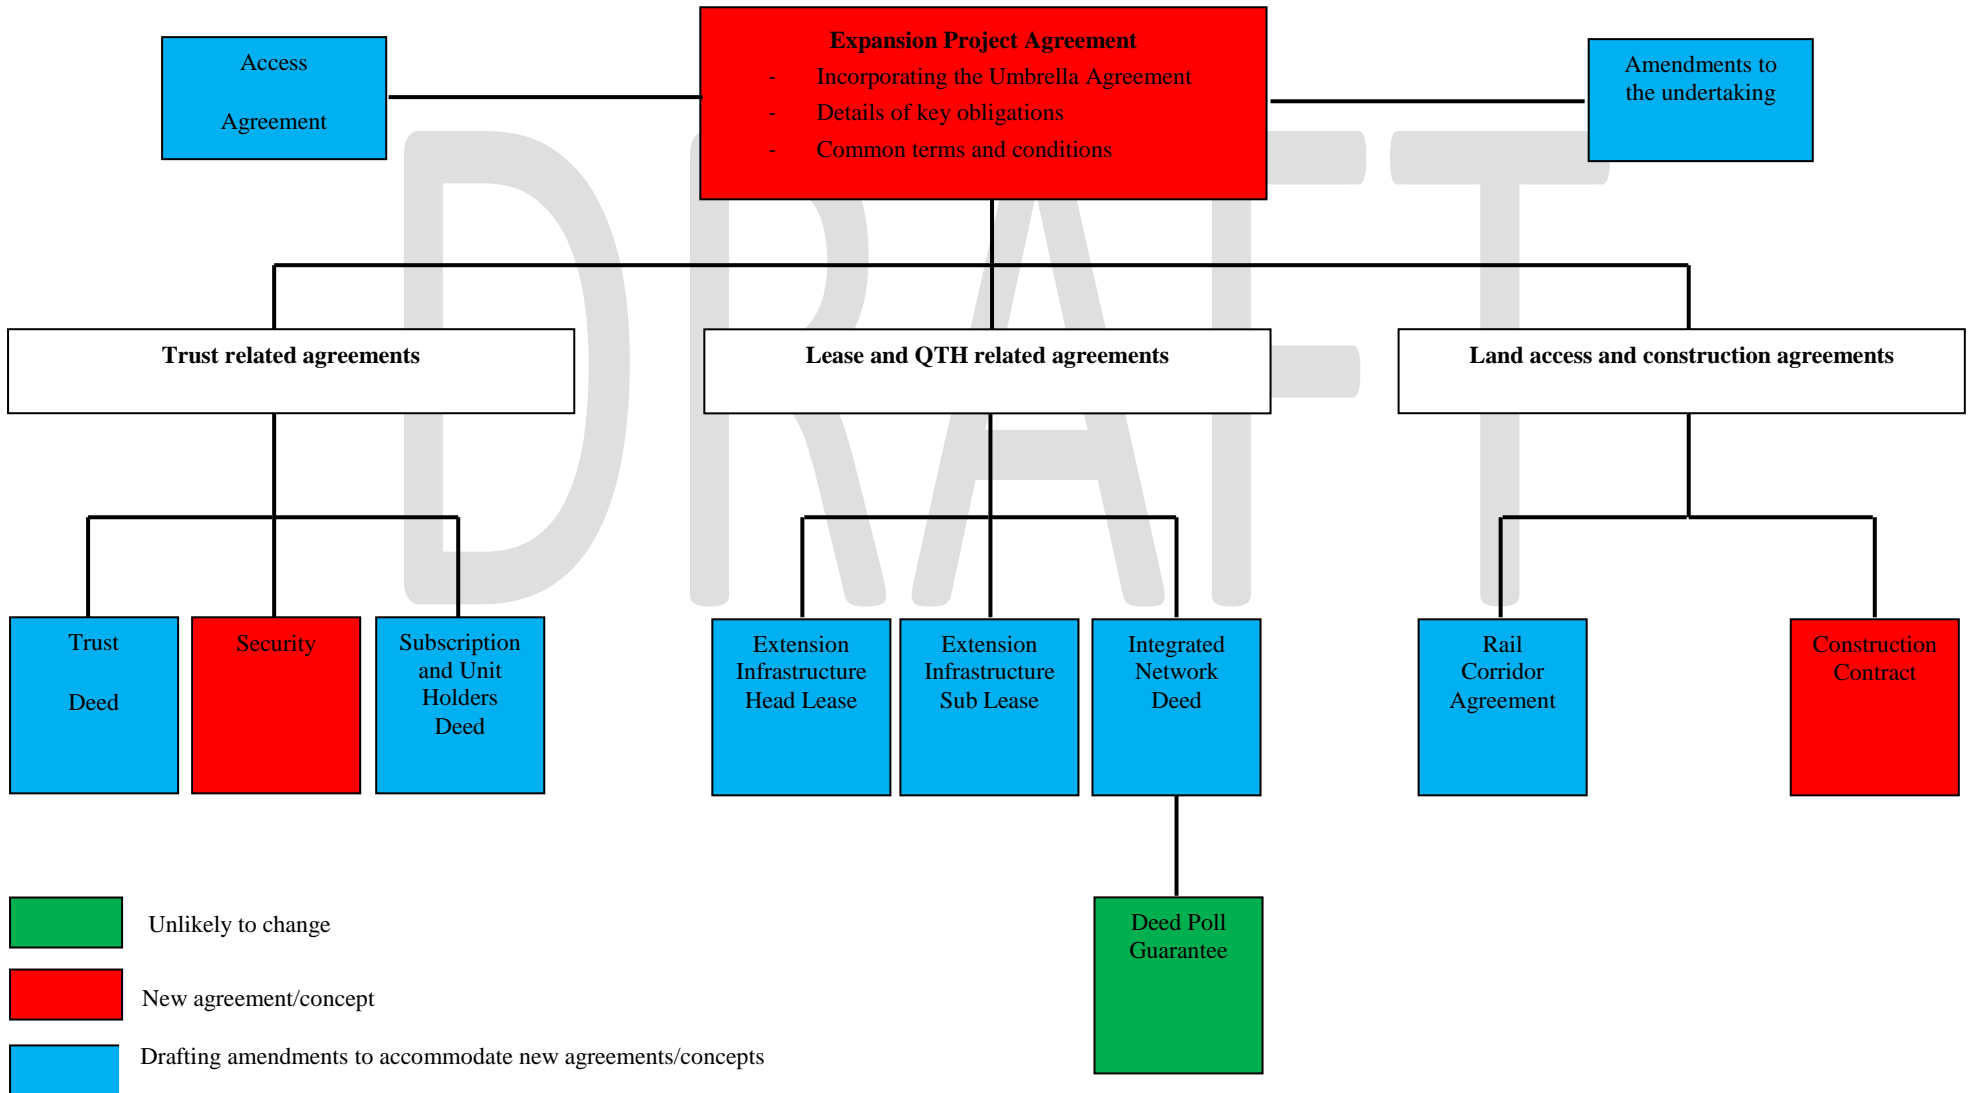 Expansion Project Agreement
- Incorporating the Umbrella Agreement
- Details of key obligations
- Common terms and conditions
Access
Agreement
Amendments to
the undertaking
DRAFT
Trust related agreements
Lease and QTH related agreements
Land access and construction agreements
Trust
Deed
Security
Subscription
and Unit
Holders
Deed
Extension
Infrastructure
Head Lease
Extension
Infrastructure
Sub Lease
Integrated
Network
Deed
Rail
Corridor
Agreement
Construction
Contract
Deed Poll
Guarantee
Unlikely to change
New agreement/concept
Drafting amendments to accommodate new agreements/concepts